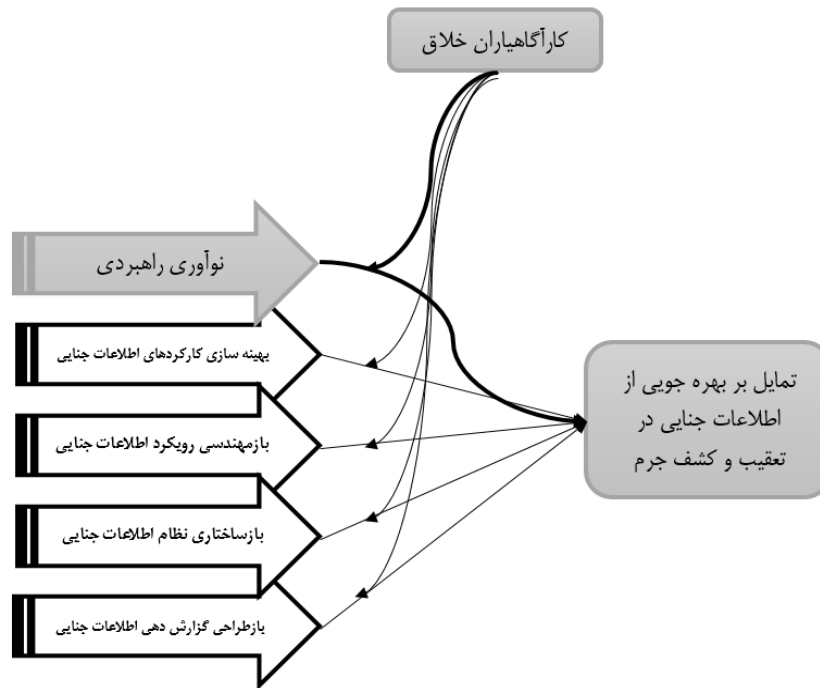 کارآگاهیاران خلاق
نوآوری راهبردی
بهینه سازی کارکردهای اطلاعات جنایی
بازمهندسی رویکرد اطلاعات جنایی
بازساختاری نظام اطلاعات جنایی
بازطراحی گزارش دهی اطلاعات جنایی
تمایل بر بهره جویی از
اطلاعات جنایی در
تعقیب و کشف جرم